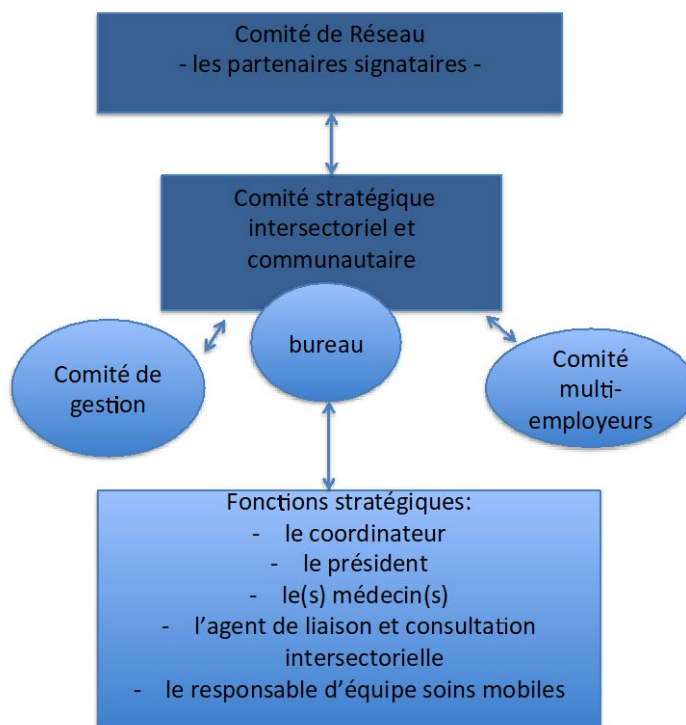 Comité de Réseau
- les partenaires signataires -
Comité stratégique
intersectoriel et
communautaire
bureau
Comité de
gestion
Comité
multi-
employeurs
Fonctions stratégiques:
- le coordinateur
- le président
- le(s) médecin(s)
- l'agent de liaison et consultation
intersectorielle
- le responsable d'équipe soins mobiles